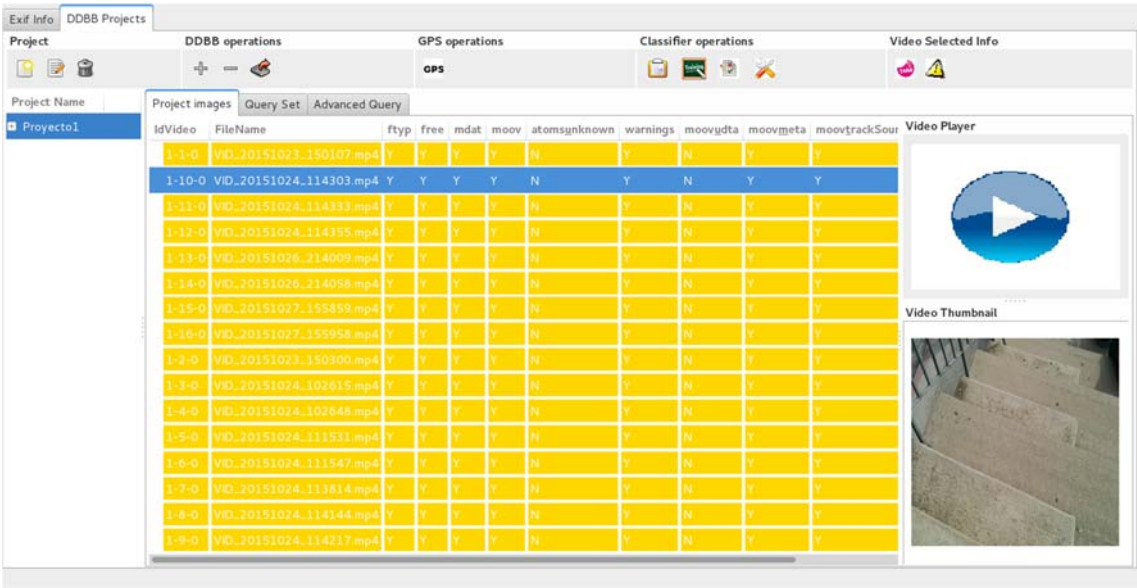 Exif Info DDBB Projects
Project DDBB operations GPS operations Classifier operations Video Selected Info
GPS
Project Name Project images Query Set Advanced Query
Proyecto1 IdVideo FileName ftyp free mdat moov atomsunknown warnings moovudta moovmeta moovtrackSour Video Player
1-1-0 VID_20151023_150107.mp4 Y Y Y Y N Y N Y Y
1-10-0 VID_20151024_114303.mp4 Y Y Y Y N Y N Y Y
1-11-0 VID_20151024_114333.mp4 Y Y Y Y N Y N Y Y
1-12-0 VID_20151024_114355.mp4 Y Y Y Y N Y N Y Y
1-13-0 VID_20151026_214009.mp4 Y Y Y Y N Y N Y Y
1-14-0 VID_20151026_214058.mp4 Y Y Y Y N Y N Y Y
1-15-0 VID_20151027_155859.mp4 Y Y Y Y N Y N Y Y
Video Thumbnail
1-16-0 VID_20151027_155958.mp4 Y Y Y Y N Y N Y Y
1-2-0 VID_20151023_150300.mp4 Y Y Y Y N Y N Y Y
1-3-0 VID_20151024_102615.mp4 Y Y Y Y N Y N Y Y
1-4-0 VID_20151024_102648.mp4 Y Y Y Y N Y N Y Y
1-5-0 VID_20151024_111531.mp4 Y Y Y Y N Y N Y Y
1-6-0 VID_20151024_111547.mp4 Y Y Y Y N Y N Y Y
1-7-0 VID_20151024_113814.mp4 Y Y Y Y N Y N Y Y
1-8-0 VID_20151024_114144.mp4 Y Y Y Y N Y N Y Y
1-9-0 VID_20151024_114217.mp4 Y Y Y Y N Y N Y Y